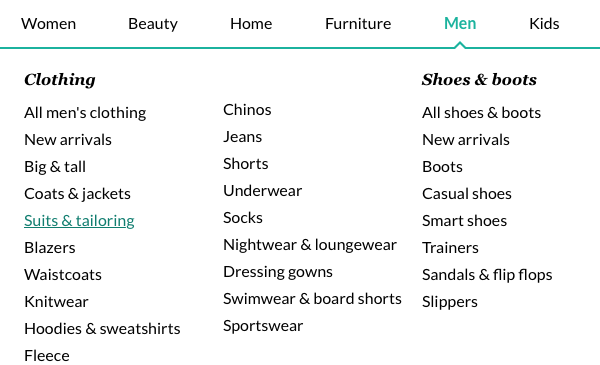 Women
Beauty
Home
Furniture
Men
Kids
Clothing
All men's clothing
New arrivals
Big & tall
Coats & jackets
Suits & tailoring
Blazers
Waistcoats
Knitwear
Hoodies & sweatshirts
Fleece
Chinos
Jeans
Shorts
Underwear
Socks
Nightwear & loungewear
Dressing gowns
Swimwear & board shorts
Sportswear
Shoes & boots
All shoes & boots
New arrivals
Boots
Casual shoes
Smart shoes
Trainers
Sandals & flip flops
Slippers